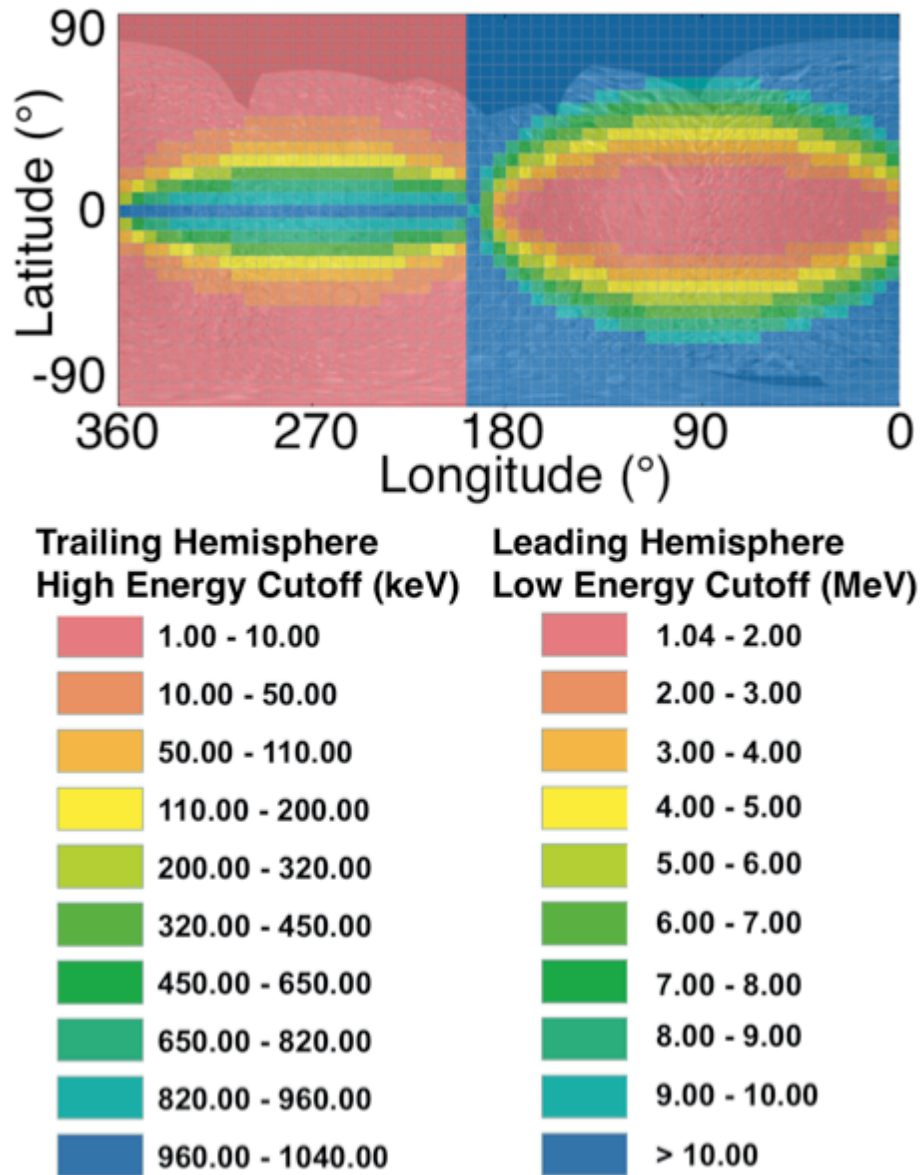 90
0
-90
Latitude (°)
360 270 180 90 0
Longitude (°)
Trailing Hemisphere
High Energy Cutoff (keV)
1.00 - 10.00
10.00 - 50.00
50.00 - 110.00
110.00 - 200.00
200.00 - 320.00
320.00 - 450.00
450.00 - 650.00
650.00 - 820.00
820.00 - 960.00
960.00 - 1040.00
Leading Hemisphere
Low Energy Cutoff (MeV)
1.04 - 2.00
2.00 - 3.00
3.00 - 4.00
4.00 - 5.00
5.00 - 6.00
6.00 - 7.00
7.00 - 8.00
8.00 - 9.00
9.00 - 10.00
> 10.00